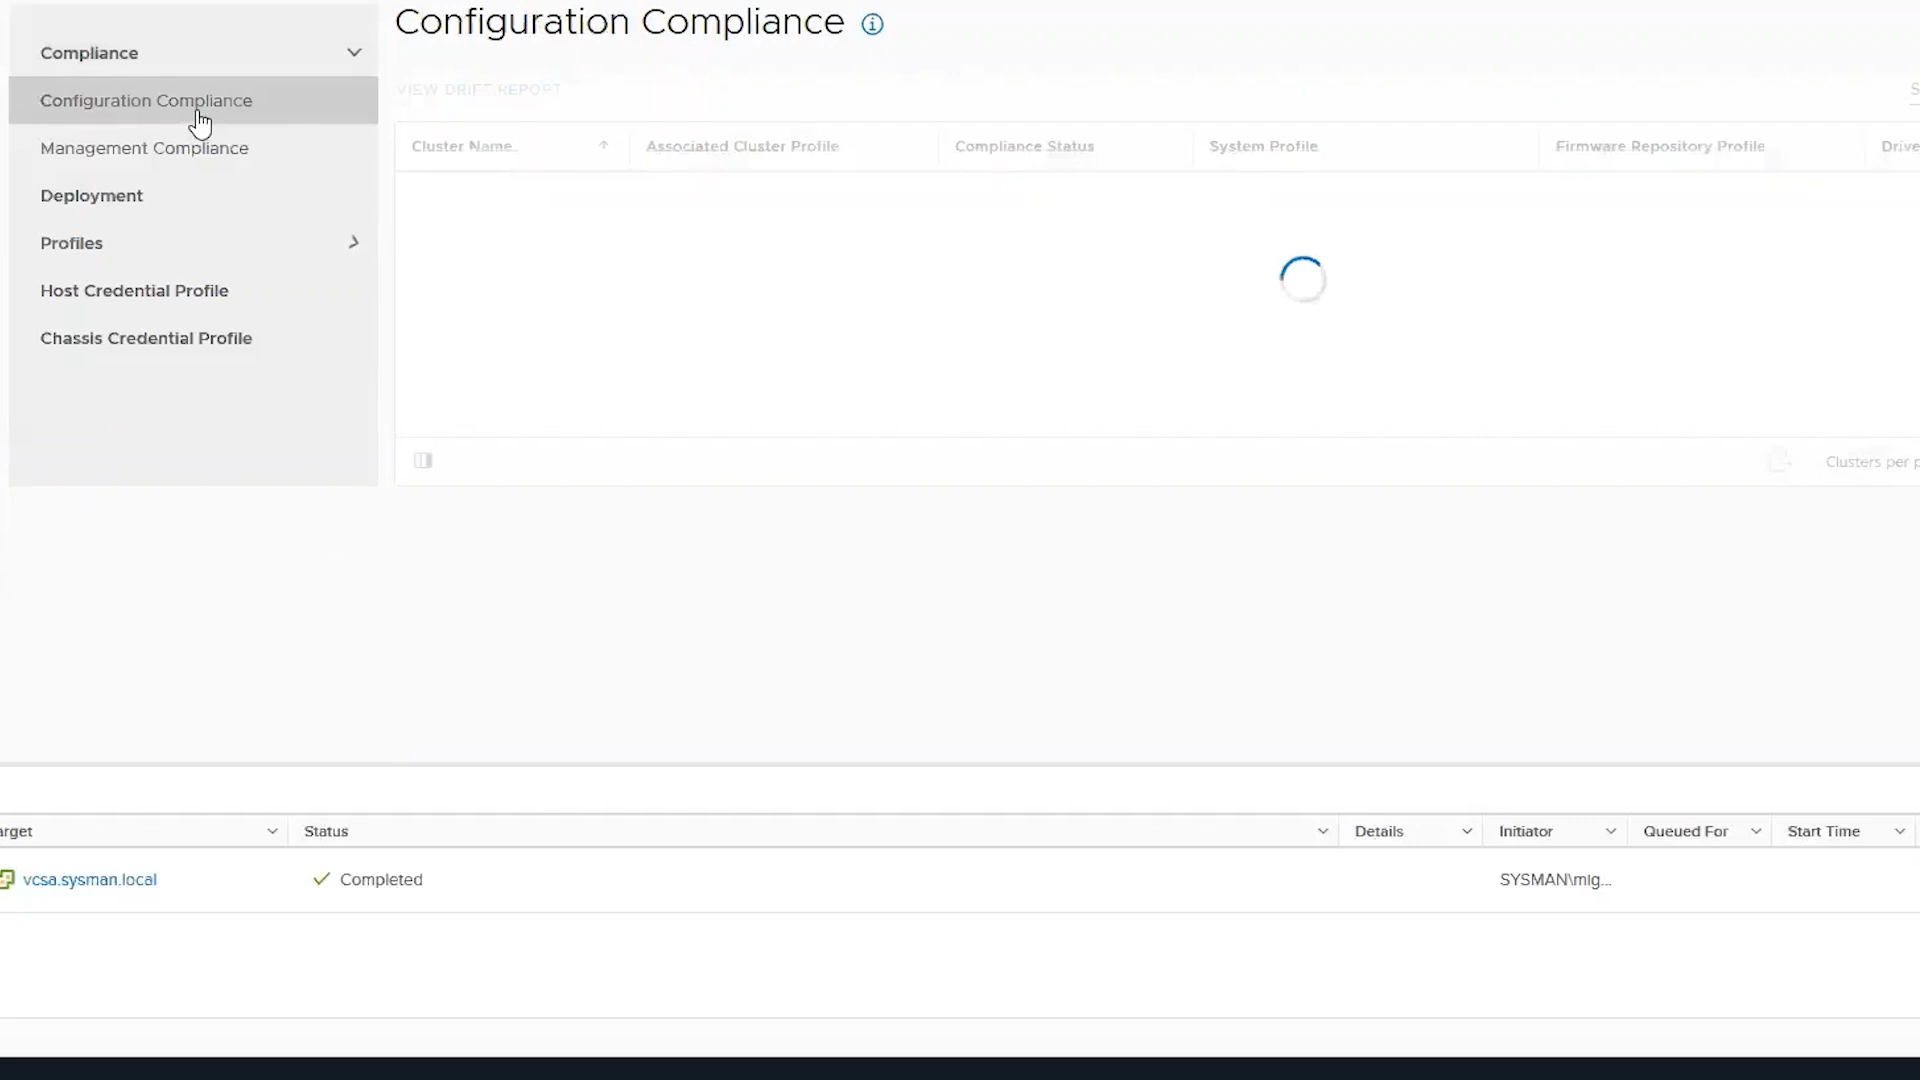 Configuration Compliance
Compliance
Configuration Compliance
Management Compliance
Deployment
Profiles
Host Credential Profile
Chassis Credential Profile
VIEW DRIFT REPORT
Cluster Name Associated Cluster Profile Compliance Status System Profile Firmware Repository Profile Drive
Clusters per p
arget Status Details Initiator Queued For Start Time
vcsa.sysman.local Completed SYSMAN\mlg...